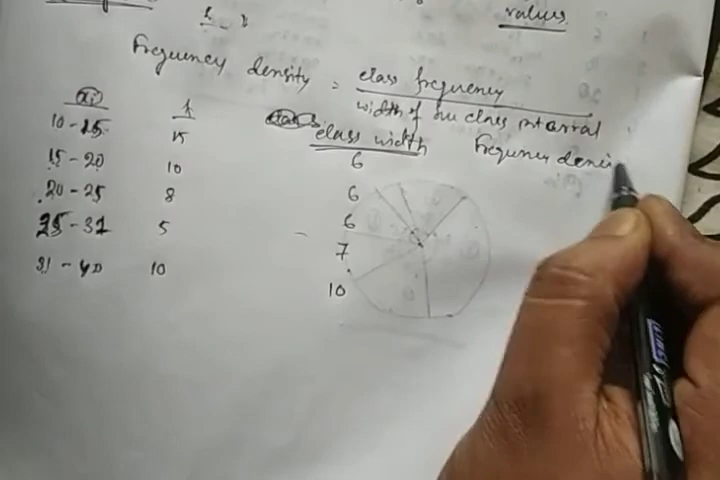 values
Frequency density = class frequency
width of the class interval
(xi) f class width Frequency densi
10-15 15 6
15-20 10 6
20-25 8 6
25-31 5 7
31-40 10 10